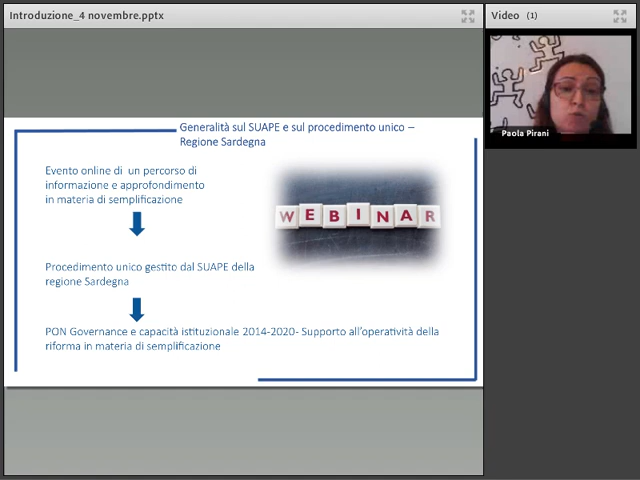 Introduzione_4 novembre.pptx
Video (1)
Paola Pirani
Generalità sul SUAPE e sul procedimento unico –
Regione Sardegna
Evento online di un percorso di
informazione e approfondimento
in materia di semplificazione
WEBINAR
Procedimento unico gestito dal SUAPE della
regione Sardegna
PON Governance e capacità istituzionale 2014-2020- Supporto all'operatività della
riforma in materia di semplificazione